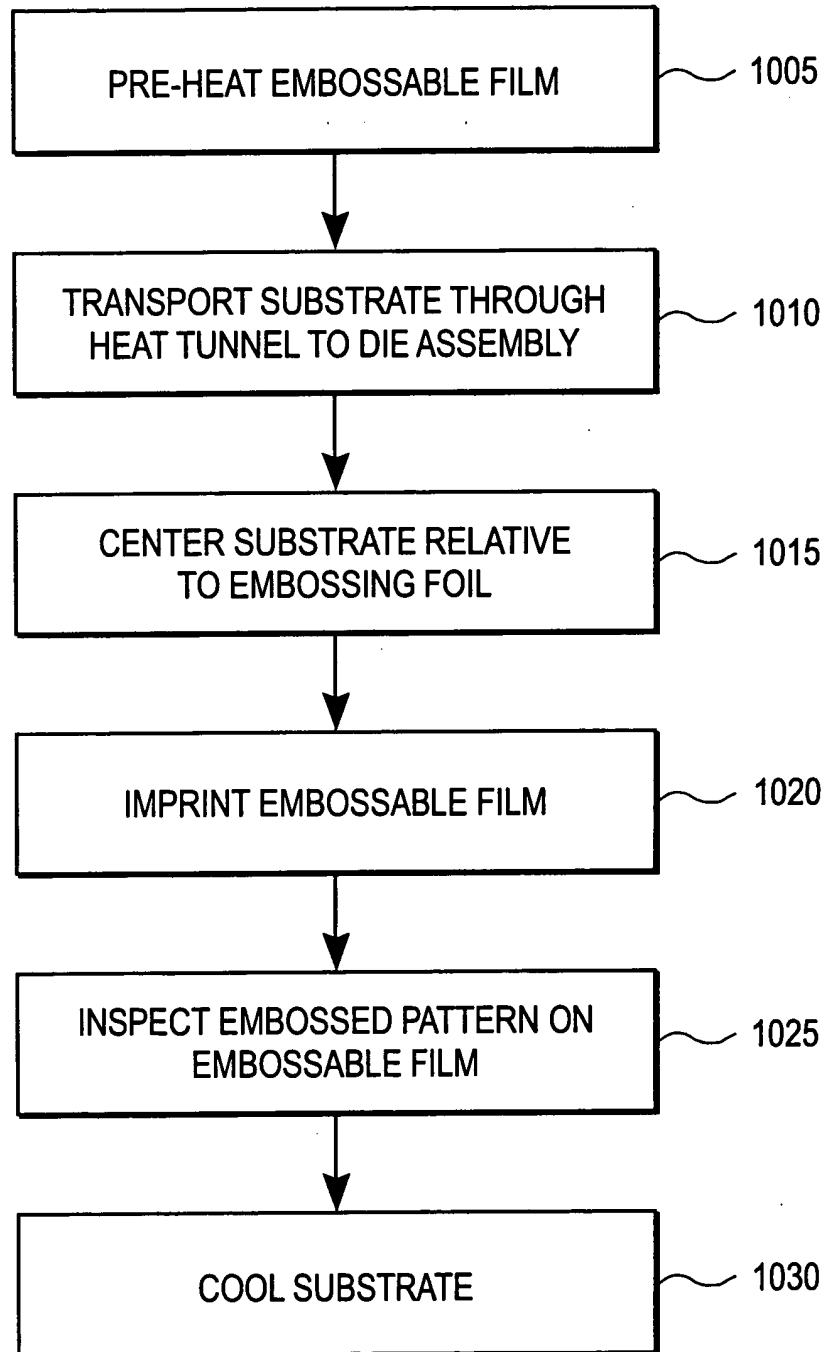 PRE-HEAT EMBOSSABLE FILM
1005
TRANSPORT SUBSTRATE THROUGH
HEAT TUNNEL TO DIE ASSEMBLY
1010
CENTER SUBSTRATE RELATIVE
TO EMBOSSING FOIL
1015
IMPRINT EMBOSSABLE FILM
1020
INSPECT EMBOSSED PATTERN ON
EMBOSSABLE FILM
1025
COOL SUBSTRATE
1030